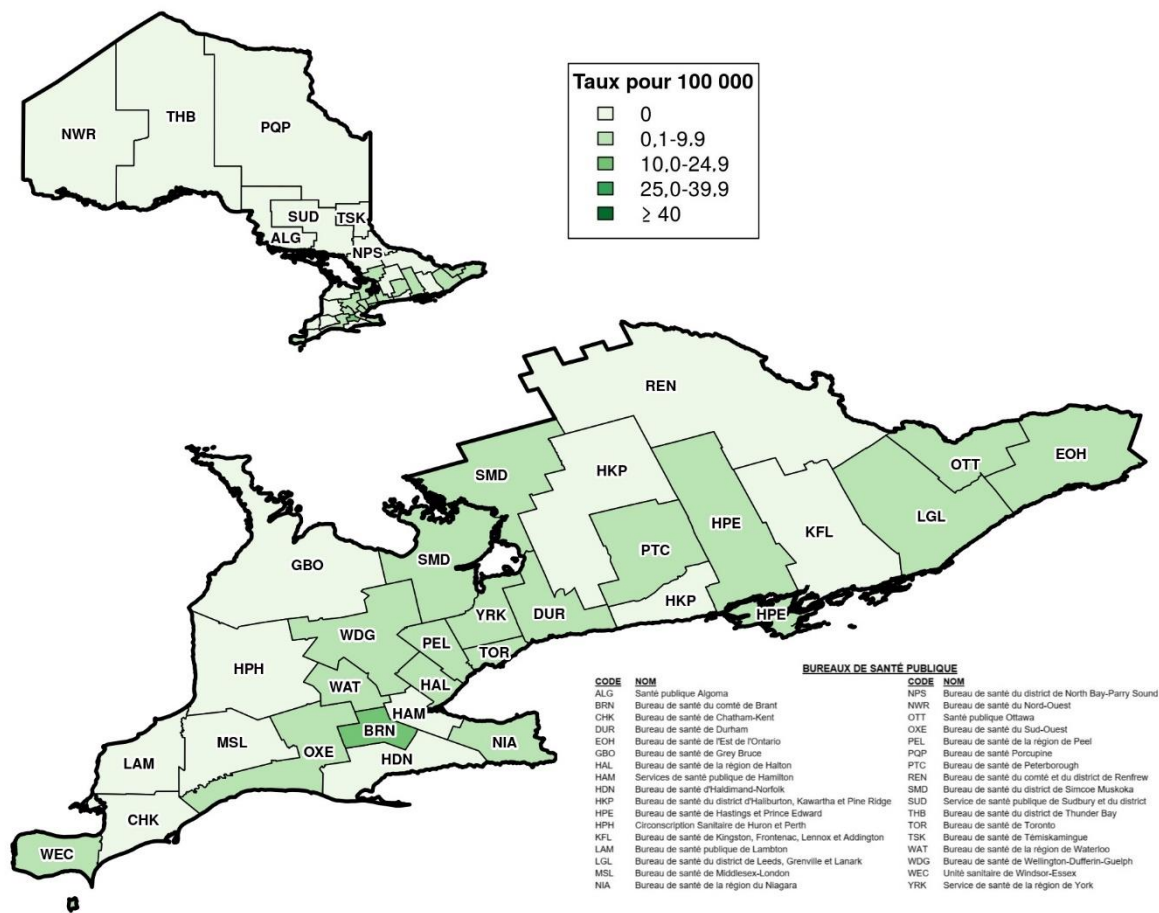 Taux pour 100 000
0
0,1-9,9
10,0-24,9
25,0-39,9
≥ 40
NWR
THB
PQP
SUD
TSK
ALG
NPS
REN
SMD
HKP
OTT
EOH
HPE
LGL
PTC
KFL
GBO
SMD
HKP
YRK
DUR
HPE
WDG
PEL
TOR
HPH
WAT
HAL
HAM
BRN
MSL
OXE
NIA
LAM
HDN
CHK
WEC
BUREAUX DE SANTÉ PUBLIQUE
CODE NOM
ALG Santé publique Algoma
BRN Bureau de santé du comté de Brant
CHK Bureau de santé de Chatham-Kent
DUR Bureau de santé de Durham
EOH Bureau de santé de l'Est de l'Ontario
GBO Bureau de santé de Grey Bruce
HAL Bureau de santé de la région de Halton
HAM Services de santé publique de Hamilton
HDN Bureau de santé d'Haldimand-Norfolk
HKP Bureau de santé du district d'Haliburton, Kawartha et Pine Ridge
HPE Bureau de santé de Hastings et Prince Edward
HPH Circonscription Sanitaire de Huron et Perth
KFL Bureau de santé de Kingston, Frontenac, Lennox et Addington
LAM Bureau de santé publique de Lambton
LGL Bureau de santé du district de Leeds, Grenville et Lanark
MSL Bureau de santé de Middlesex-London
NIA Bureau de santé de la région du Niagara
CODE NOM
NPS Bureau de santé du district de North Bay-Parry Sound
NWR Bureau de santé du Nord-Ouest
OTT Santé publique Ottawa
OXE Bureau de santé du Sud-Ouest
PEL Bureau de santé de la région de Peel
PQP Bureau de santé Porcupine
PTC Bureau de santé de Peterborough
REN Bureau de santé du comté et du district de Renfrew
SMD Bureau de santé du district de Simcoe Muskoka
SUD Service de santé publique de Sudbury et du district
THB Bureau de santé du district de Thunder Bay
TOR Bureau de santé de Toronto
TSK Bureau de santé de Témiskamingue
WAT Bureau de santé de la région de Waterloo
WDG Bureau de santé de Wellington-Dufferin-Guelph
WEC Unité sanitaire de Windsor-Essex
YRK Service de santé de la région de York